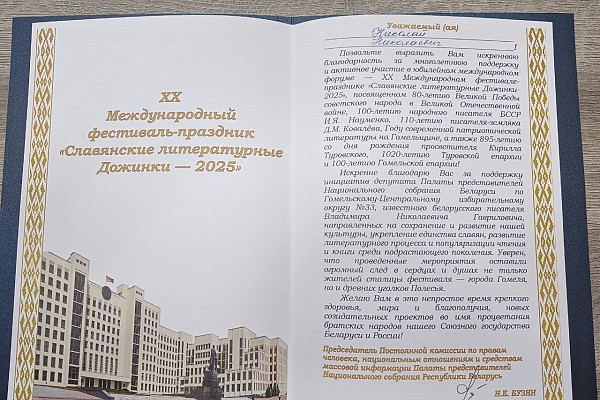 XX
Международный
фестиваль-праздник
«Славянские литературные
Дожинки — 2025»
Уважаемый (ая)
Николай
Николаевич !
Позвольте выразить Вам искреннюю
благодарность за многолетнюю поддержку
и активное участие в юбилейном международном
форуме — XX Международном фестивале-
празднике «Славянские литературные Дожинки-
2025», посвященном 80-летию Великой Победы
советского народа в Великой Отечественной
войне, 100-летию народного писателя БССР
И.Я. Науменко, 110-летию писателя-земляка
Д.М. Ковалёва, Году современной патриотической
литературы на Гомельщине, а также 895-летию
со дня рождения просветителя Кирилла
Туровского, 1020-летию Туровской епархии
и 100-летию Гомельской епархии!
Искренне благодарю Вас за поддержку
инициатив депутата Палаты представителей
Национального собрания Беларуси по
Гомельскому-Центральному избирательному
округу №33, известного белорусского писателя
Владимира Николаевича Гавриловича,
направленных на сохранение и развитие нашей
культуры, укрепление единства славян, развитие
литературного процесса и популяризации чтения
и книги среди подрастающего поколения. Уверен,
что проведенные мероприятия оставили
огромный след в сердцах и душах не только
жителей столицы фестиваля — города Гомеля,
но и древних уголков Полесья.
Желаю Вам в это непростое время крепкого
здоровья, мира и благополучия, новых
созидательных проектов во имя процветания
братских народов нашего Союзного государства
Беларуси и России!
Председатель Постоянной комиссии по правам
человека, национальным отношениям и средствам
массовой информации Палаты представителей
Национального собрания Республики Беларусь
Н.Е. БУЗИН